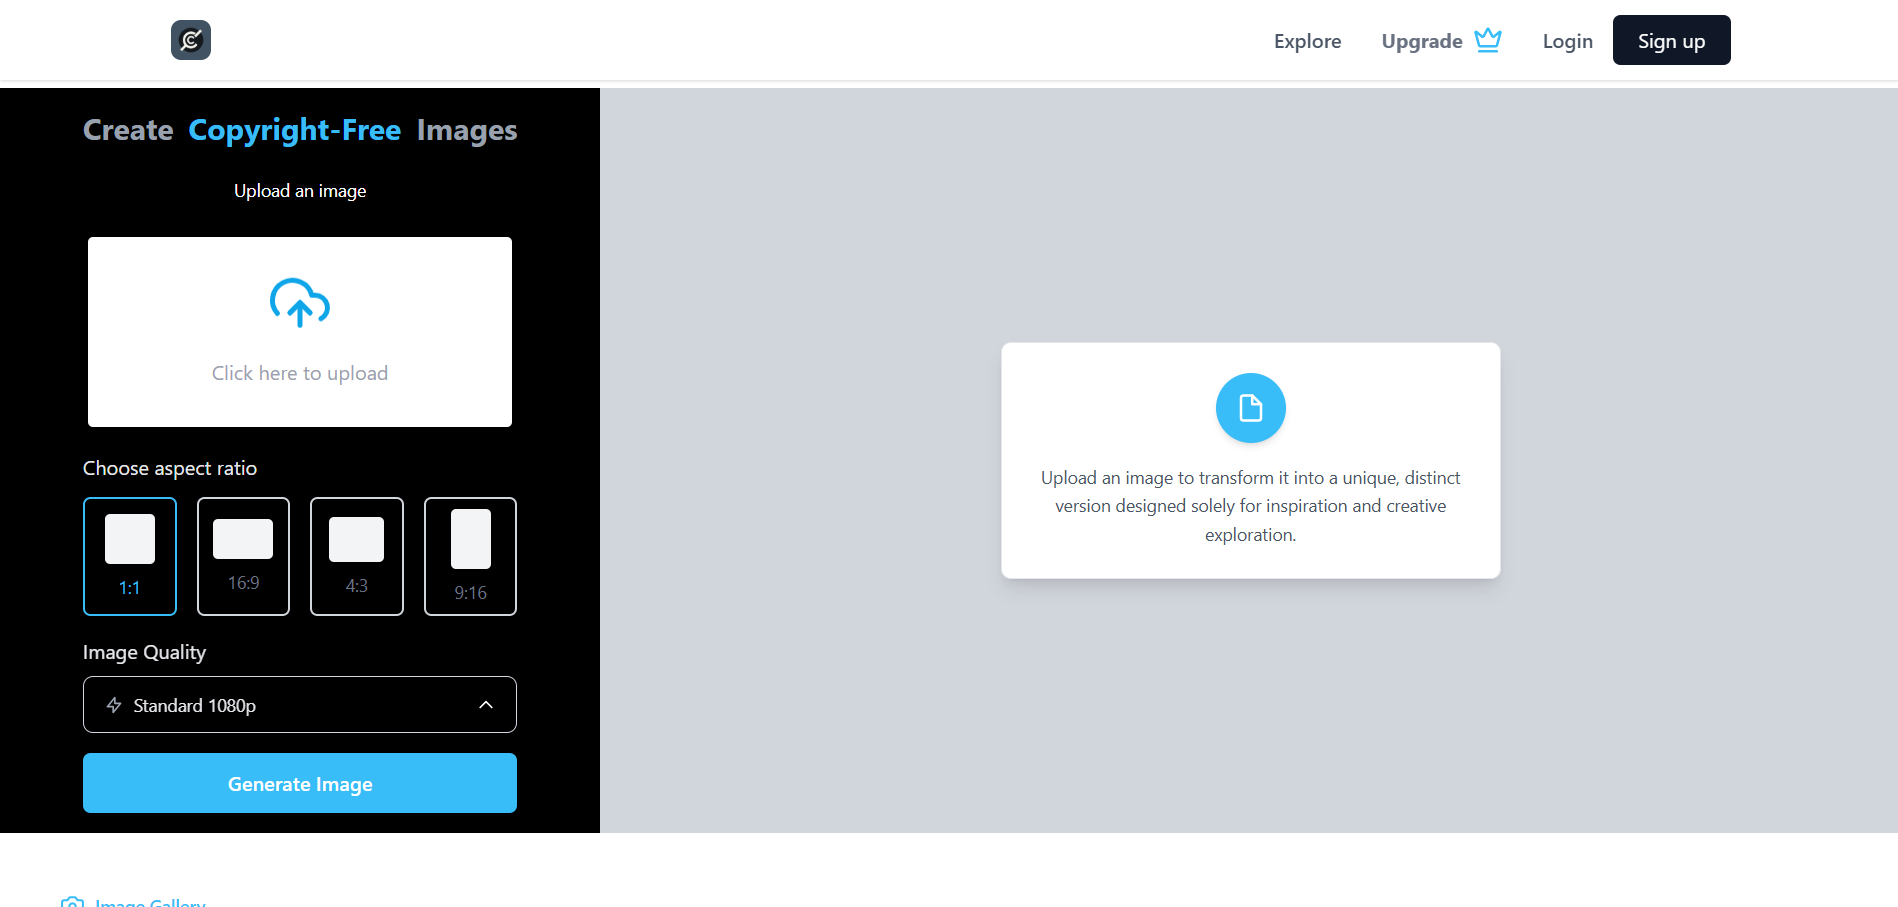 Explore
Upgrade
Login
Sign up
Create Copyright-Free Images
Upload an image
Click here to upload
Choose aspect ratio
1:1
16:9
4:3
9:16
Image Quality
Standard 1080p
Generate Image
Upload an image to transform it into a unique, distinct
version designed solely for inspiration and creative
exploration.
Image Gallery